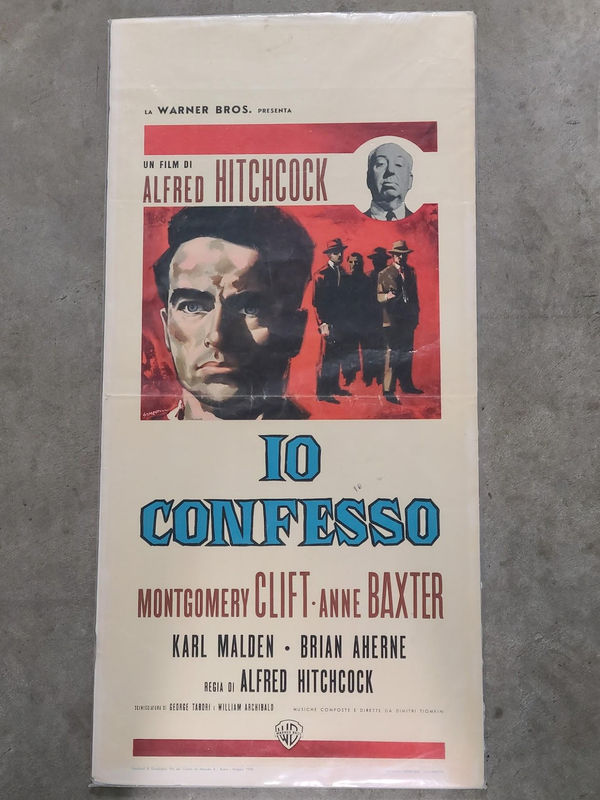 LA WARNER BROS. PRESENTA
UN FILM DI
ALFRED HITCHCOCK
IO
CONFESSO
MONTGOMERY CLIFT · ANNE BAXTER
KARL MALDEN • BRIAN AHERNE
REGIA DI ALFRED HITCHCOCK
SCENEGGIATURA DI GEORGE TABORI E WILLIAM ARCHIBALD MUSICHE COMPOSTE E DIRETTE DA DIMITRI TIOMKIN
WB